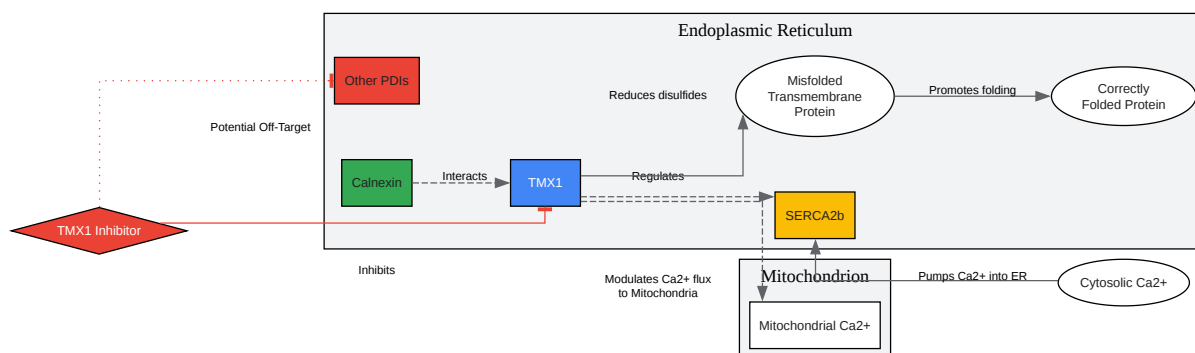 Endoplasmic Reticulum
Other PDIs
Reduces disulfides
Misfolded
Transmembrane
Protein
Promotes folding
Correctly
Folded Protein
Potential Off-Target
Calnexin
Interacts
TMX1
Regulates
SERCA2b
TMX1 Inhibitor
Inhibits
Modulates Ca2+ flux
to Mitochondria
Mitochondrion
Pumps Ca2+ into ER
Cytosolic Ca2+
Mitochondrial Ca2+